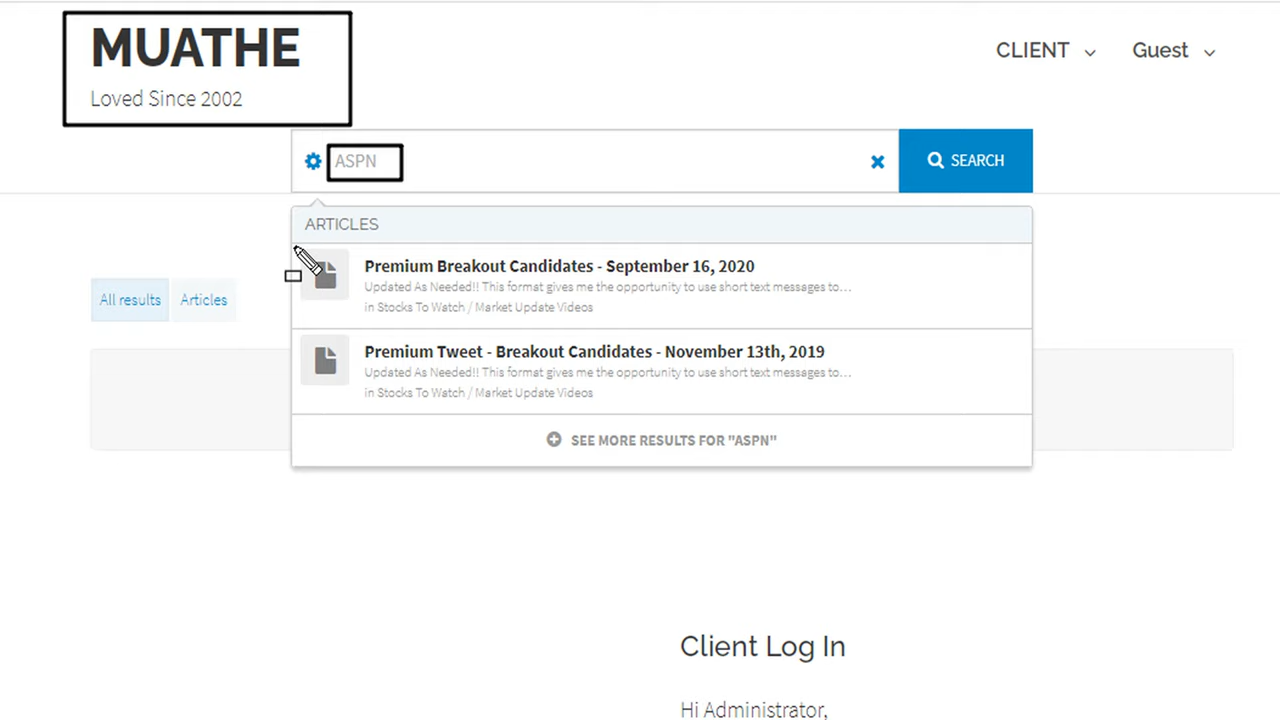 MUATHE
Loved Since 2002
CLIENT
Guest
ASPN
SEARCH
ARTICLES
Premium Breakout Candidates - September 16, 2020
Updated As Needed!! This format gives me the opportunity to use short text messages to...
in Stocks To Watch / Market Update Videos
All results
Articles
Premium Tweet - Breakout Candidates - November 13th, 2019
Updated As Needed!! This format gives me the opportunity to use short text messages to...
in Stocks To Watch / Market Update Videos
SEE MORE RESULTS FOR "ASPN"
Client Log In
Hi Administrator,